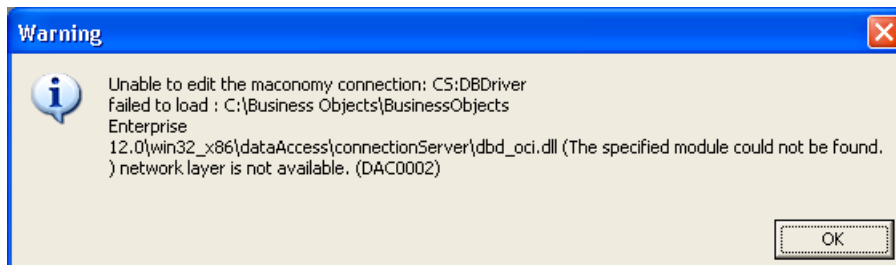 Warning
Unable to edit the maconomy connection: CS:DBDriver
failed to load : C:\Business Objects\BusinessObjects
Enterprise
12.0\win32_x86\dataAccess\connectionServer\dbd_oci.dll (The specified module could not be found.
) network layer is not available. (DAC0002)
OK